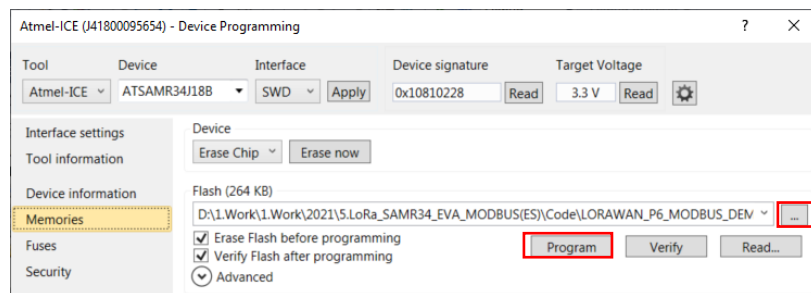 Atmel-ICE (J41800095654) - Device Programming ? ×
Tool Device Interface Device signature Target Voltage
Atmel-ICE ATSAMR34J18B SWD Apply 0x10810228 Read 3.3 V Read
Interface settings
Tool information
Device information
Memories
Fuses
Security
Device
Erase Chip Erase now
Flash (264 KB)
D:\1.Work\1.Work\2021\5.LoRa_SAMR34_EVA_MODBUS(ES)\Code\LORAWAN_P6_MODBUS_DEM ...
Erase Flash before programming
Verify Flash after programming
Program Verify Read...
Advanced